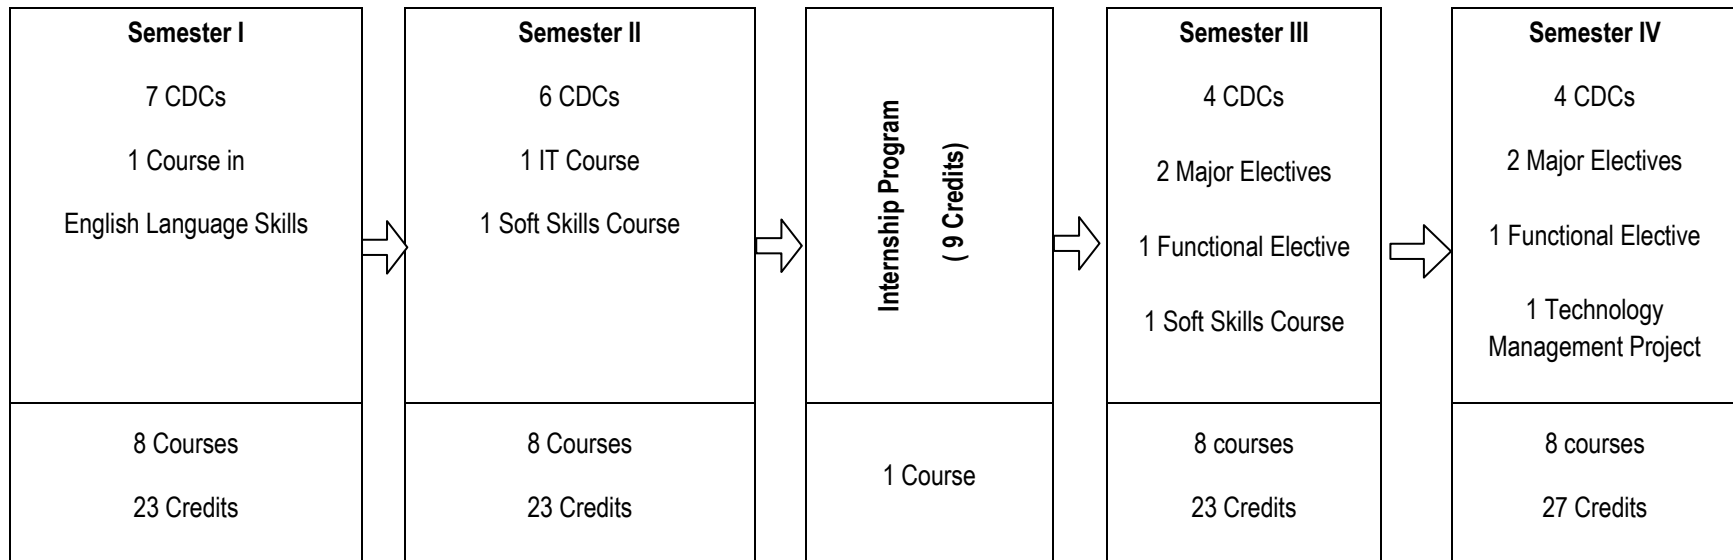 Semester I
7 CDCs
1 Course in
English Language Skills
8 Courses
23 Credits
Semester II
6 CDCs
1 IT Course
1 Soft Skills Course
8 Courses
23 Credits
Internship Program
( 9 Credits)
1 Course
Semester III
4 CDCs
2 Major Electives
1 Functional Elective
1 Soft Skills Course
8 courses
23 Credits
Semester IV
4 CDCs
2 Major Electives
1 Functional Elective
1 Technology
Management Project
8 courses
27 Credits